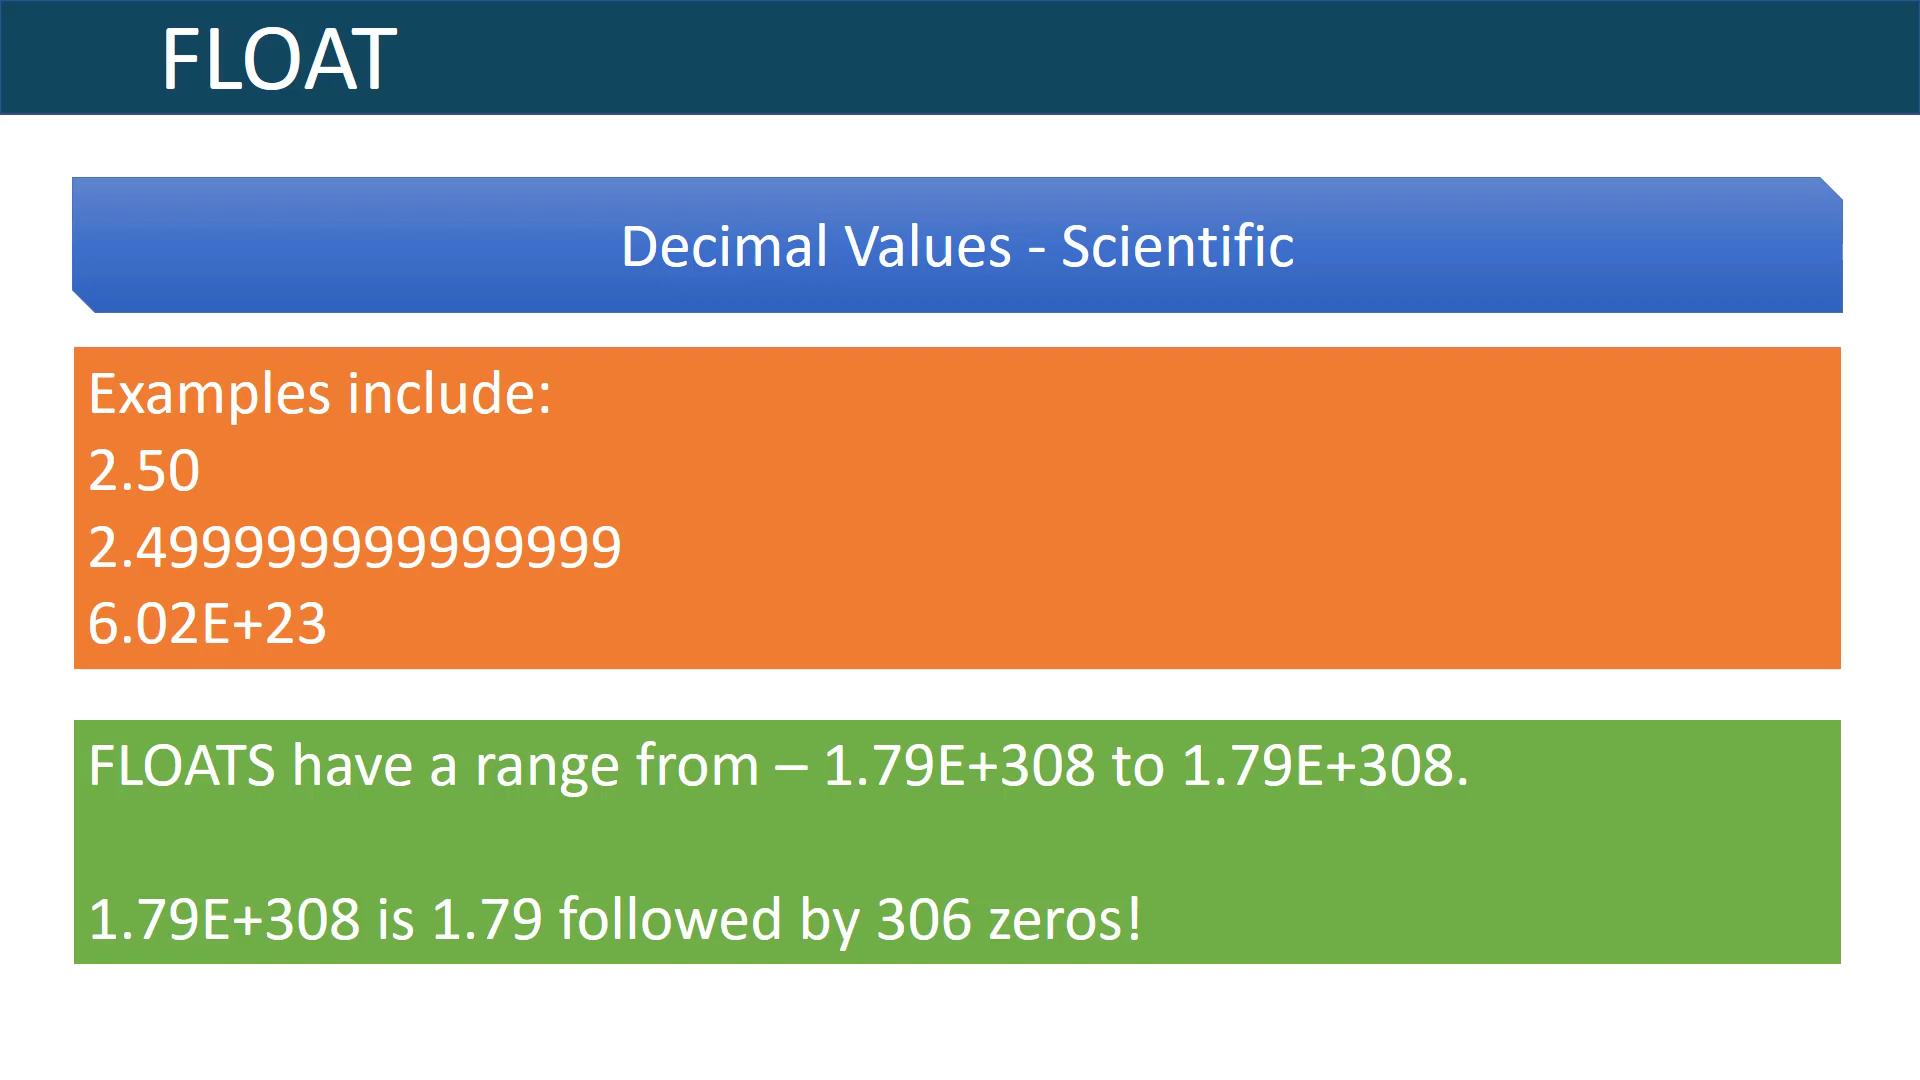 FLOAT
Decimal Values - Scientific
Examples include:
2.50
2.499999999999999
6.02E+23
FLOATS have a range from – 1.79E+308 to 1.79E+308.
1.79E+308 is 1.79 followed by 306 zeros!